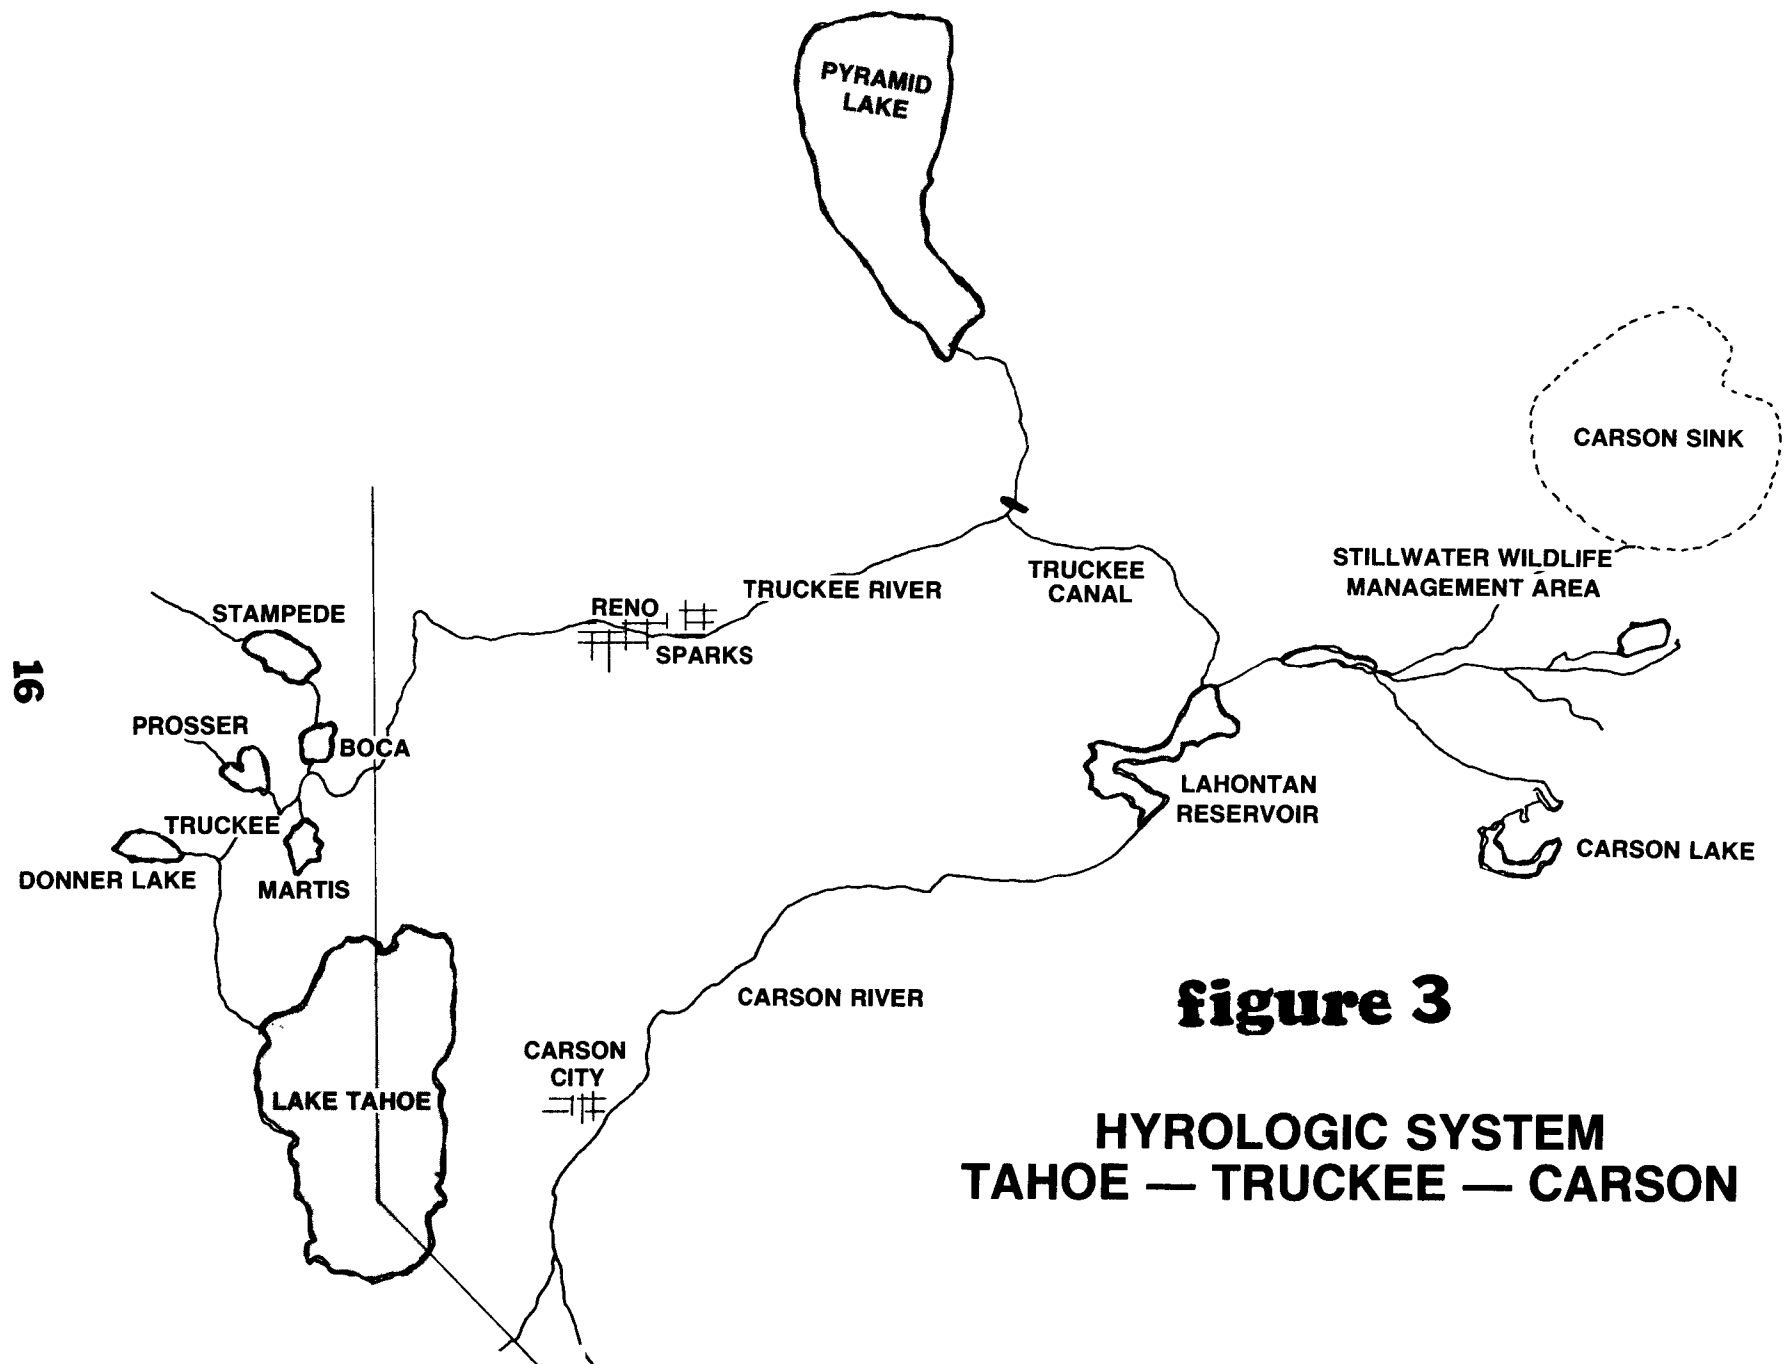 PYRAMID
LAKE
CARSON SINK
STILLWATER WILDLIFE
MANAGEMENT AREA
TRUCKEE
CANAL
TRUCKEE RIVER
RENO
SPARKS
STAMPEDE
PROSSER
BOCA
TRUCKEE
DONNER LAKE
MARTIS
LAHONTAN
RESERVOIR
CARSON LAKE
CARSON RIVER
CARSON
CITY
LAKE TAHOE
figure 3
HYROLOGIC SYSTEM
TAHOE — TRUCKEE — CARSON
16